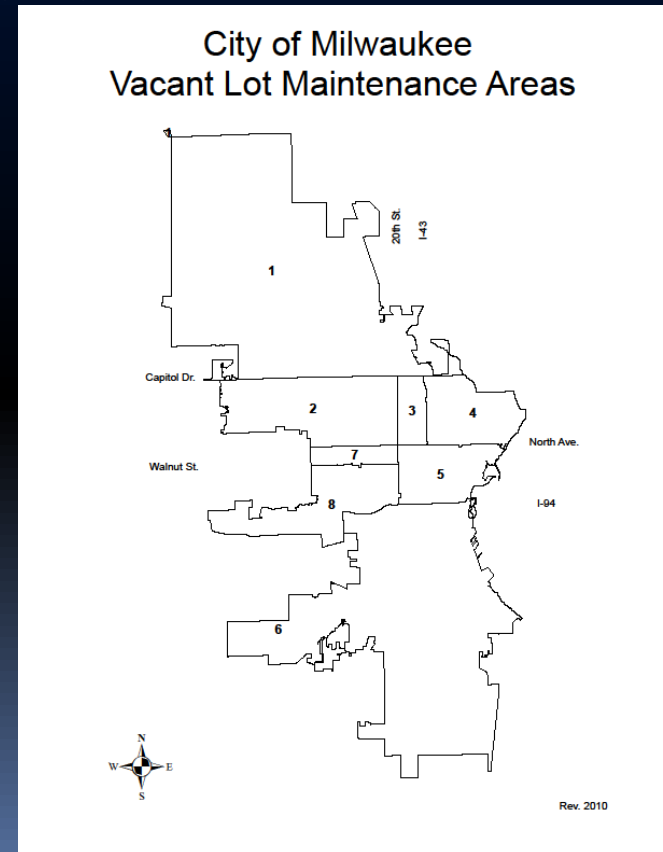 City of Milwaukee
Vacant Lot Maintenance Areas
20th St.
I-43
1
Capitol Dr.
2
3
4
North Ave.
7
Walnut St.
5
8
I-94
6
N
W
E
S
Rev. 2010